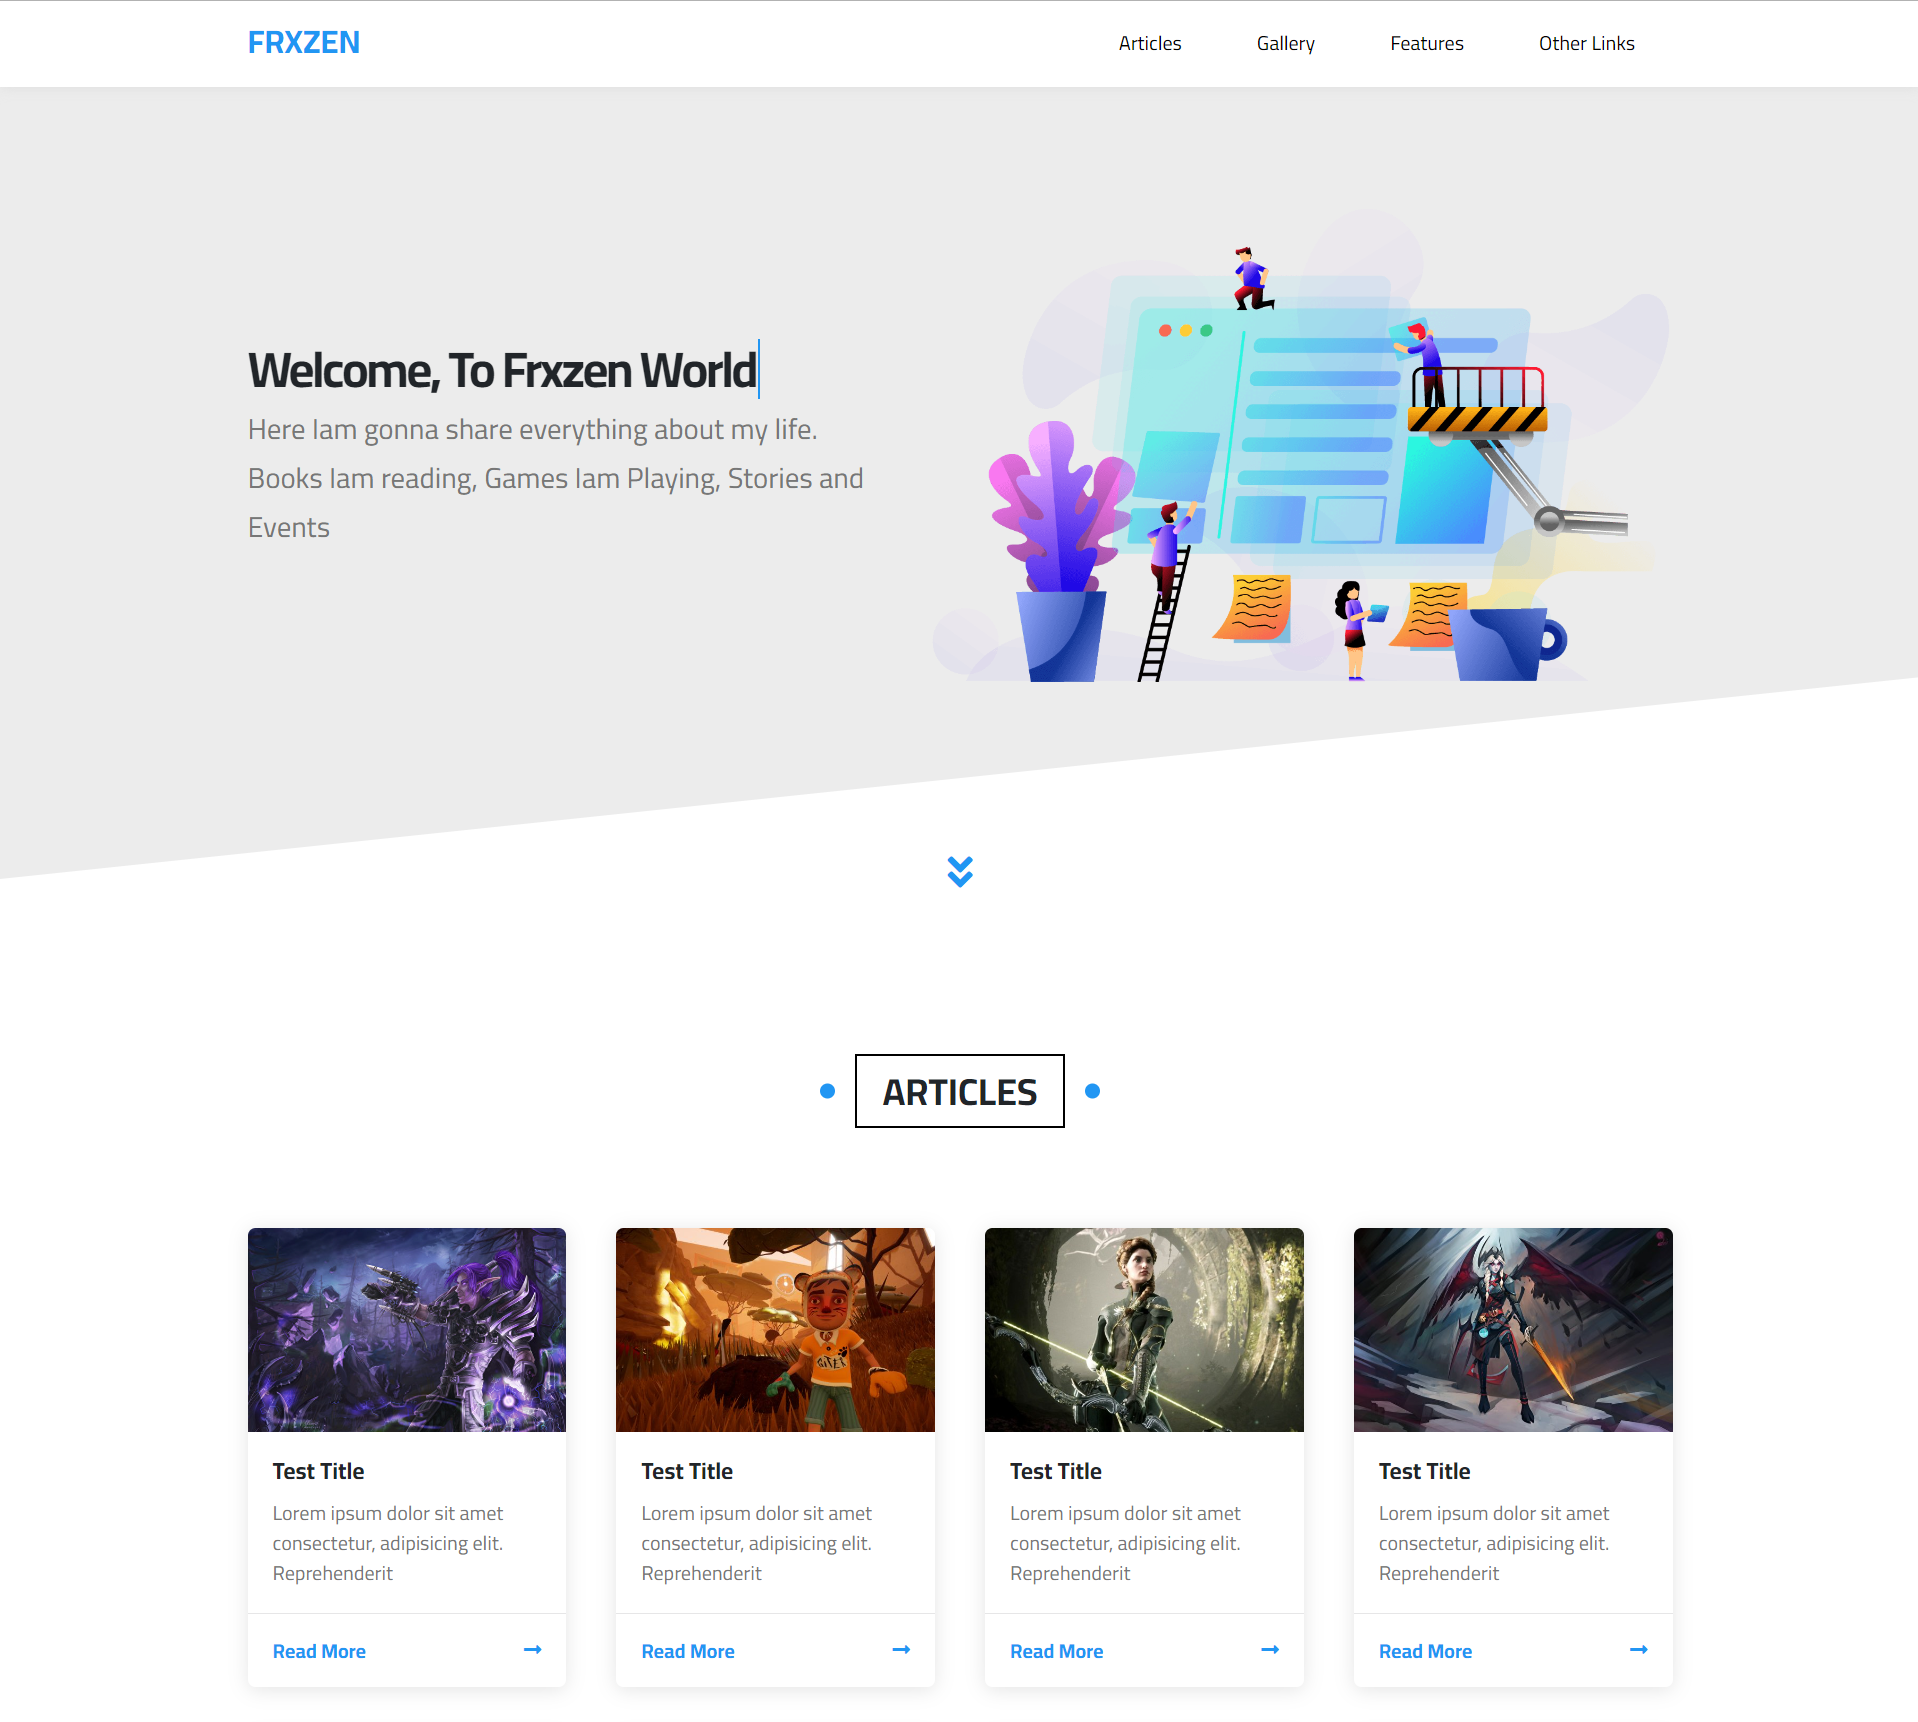 FRXZEN
Articles Gallery Features Other Links
Welcome, To Frxzen World
Here Iam gonna share everything about my life.
Books Iam reading, Games Iam Playing, Stories and
Events
ARTICLES
Test Title
Lorem ipsum dolor sit amet
consectetur, adipisicing elit.
Reprehenderit
Read More
Test Title
Lorem ipsum dolor sit amet
consectetur, adipisicing elit.
Reprehenderit
Read More
Test Title
Lorem ipsum dolor sit amet
consectetur, adipisicing elit.
Reprehenderit
Read More
Test Title
Lorem ipsum dolor sit amet
consectetur, adipisicing elit.
Reprehenderit
Read More